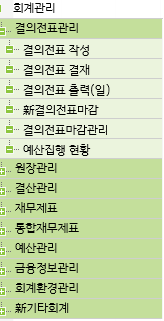 회계관리
결의전표관리
결의전표 작성
결의전표 결재
결의전표 출력(일)
新결의전표마감
결의전표마감관리
예산집행 현황
원장관리
결산관리
재무제표
통합재무제표
예산관리
금융정보관리
회계환경관리
新기타회계